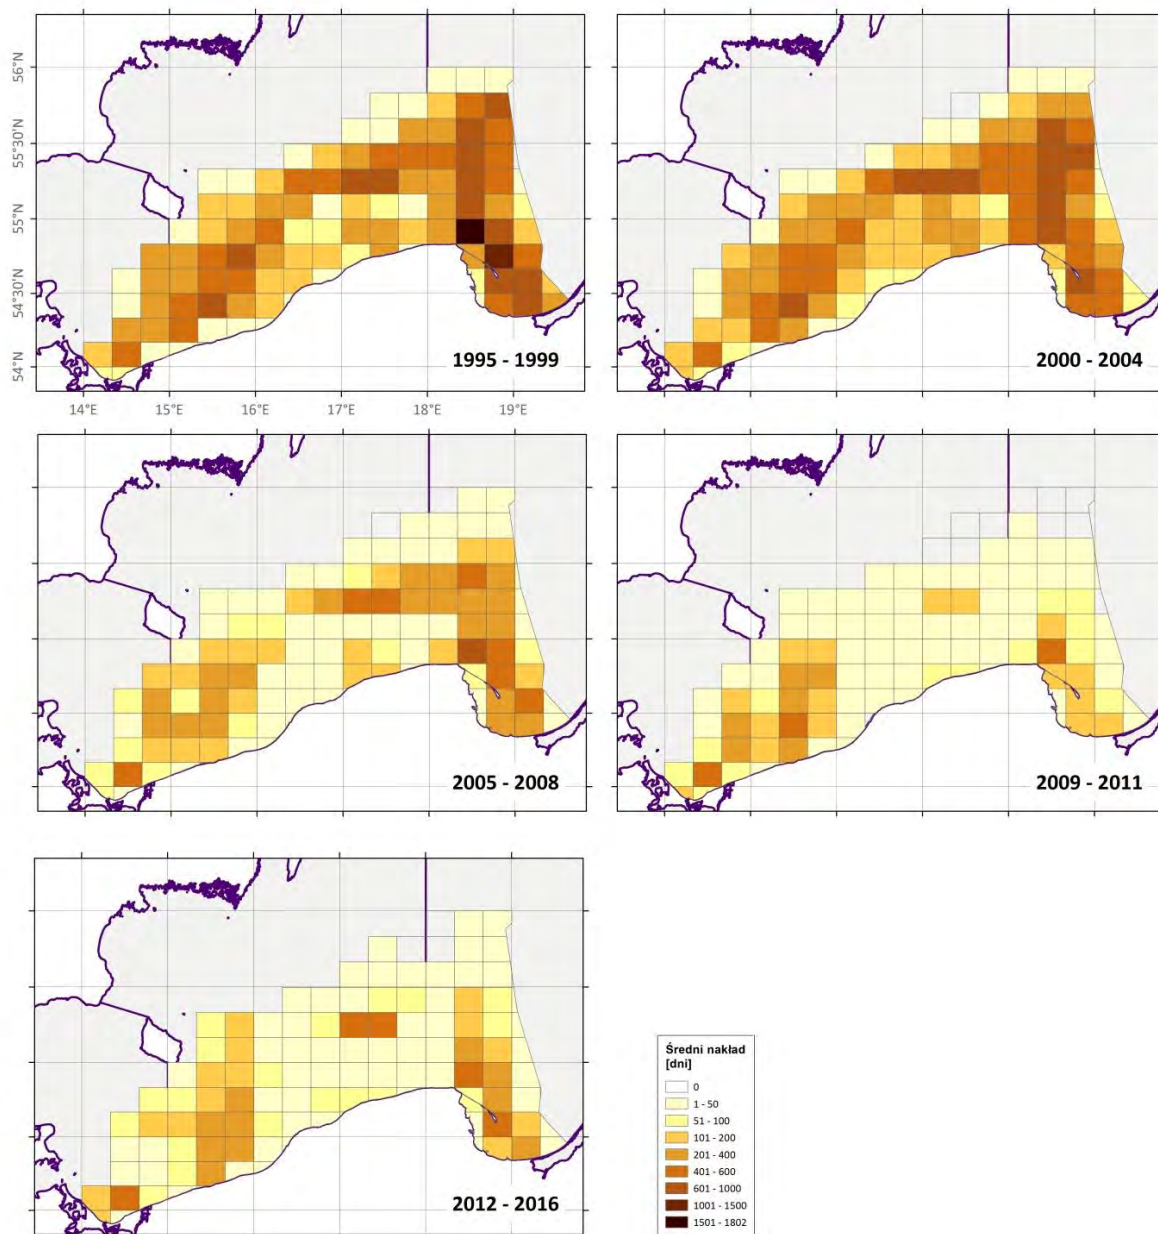 56°N
55°30'N
55°N
54°30'N
54°N
1995 - 1999
2000 - 2004
14°E 15°E 16°E 17°E 18°E 19°E
2005 - 2008
2009 - 2011
2012 - 2016
Średni nakład
[dni]
0
1 - 50
51 - 100
101 - 200
201 - 400
401 - 600
601 - 1000
1001 - 1500
1501 - 1802